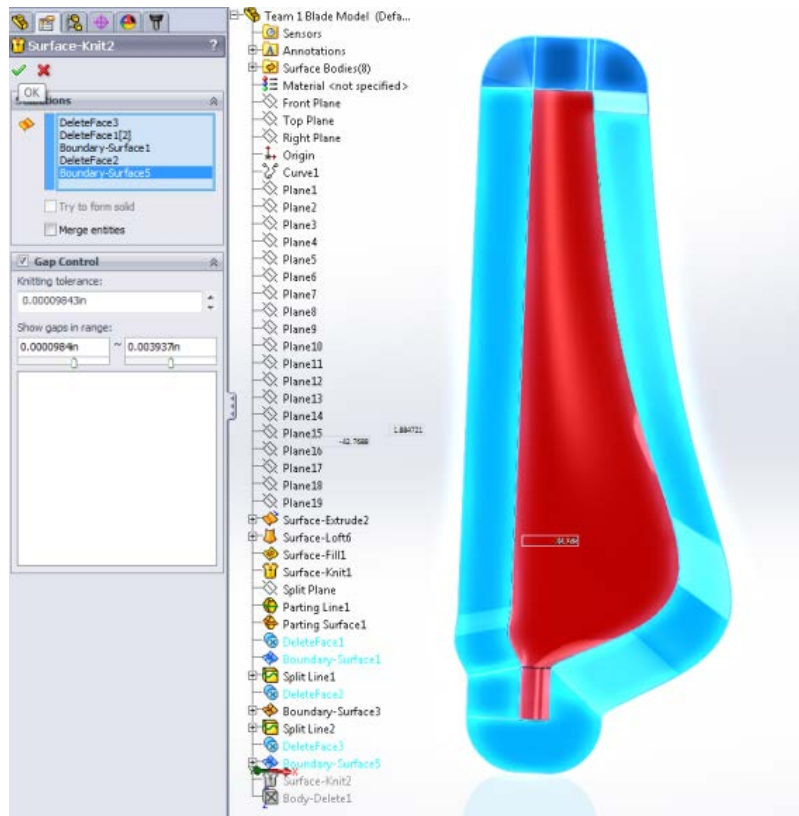 Surface-Knit2
?
OK
DeleteFace3
DeleteFace1[2]
Boundary-Surface1
DeleteFace2
Boundary-Surface5
Try to form solid
Merge entities
Gap Control
Knitting tolerance:
0.00009843in
Show gaps in range:
0.0000984in ~ 0.003937in
Team 1 Blade Model (Defa...
Sensors
Annotations
Surface Bodies(8)
Material <not specified>
Front Plane
Top Plane
Right Plane
Origin
Curve1
Plane1
Plane2
Plane3
Plane4
Plane5
Plane6
Plane7
Plane8
Plane9
Plane10
Plane11
Plane12
Plane13
Plane14
Plane15
Plane16
Plane17
Plane18
Plane19
Surface-Extrude2
Surface-Loft6
Surface-Fill1
Surface-Knit1
Split Plane
Parting Line1
Parting Surface1
DeleteFace1
Boundary-Surface1
Split Line1
DeleteFace2
Boundary-Surface3
Split Line2
DeleteFace3
Boundary-Surface5
Surface-Knit2
Body-Delete1